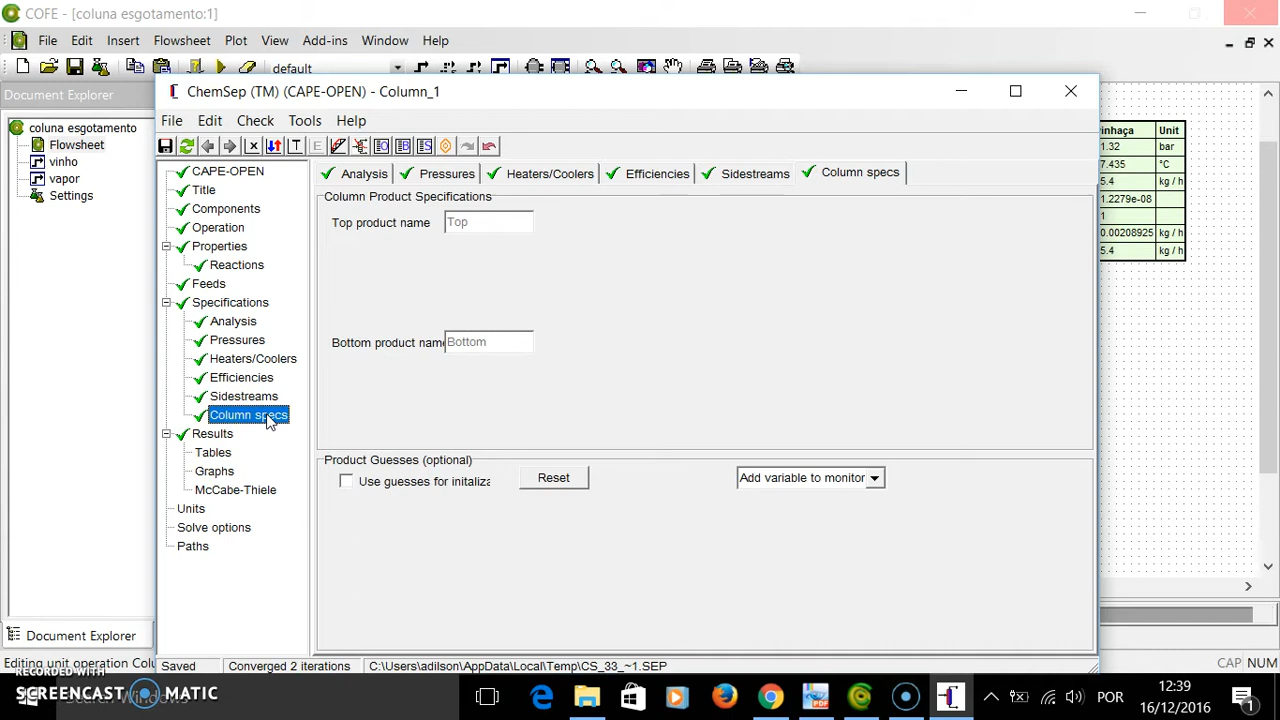 COFE - [coluna esgotamento:1]
File Edit Insert Flowsheet Plot View Add-ins Window Help
default
Document Explorer
coluna esgotamento
Flowsheet
vinho
vapor
Settings
Document Explorer
ChemSep (TM) (CAPE-OPEN) - Column_1
File Edit Check Tools Help
CAPE-OPEN
Title
Components
Operation
Properties
Reactions
Feeds
Specifications
Analysis
Pressures
Heaters/Coolers
Efficiencies
Sidestreams
Column specs
Results
Tables
Graphs
McCabe-Thiele
Units
Solve options
Paths
Analysis Pressures Heaters/Coolers Efficiencies Sidestreams Column specs
Column Product Specifications
Top product name Top
Bottom product name Bottom
Product Guesses (optional)
Use guesses for initaliza Reset Add variable to monitor
Saved Converged 2 iterations C:\Users\adilson\AppData\Local\Temp\CS_33_~1.SEP
inhaça Unit
1.32 bar
7.435 °C
5.4 kg / h
1.2279e-08
1
0.00208925 kg / h
5.4 kg / h
Editing unit operation Colu
CAP NUM
RECORDED WITH
SCREENCAST MATIC
Search Windows
POR
12:39
16/12/2016
1